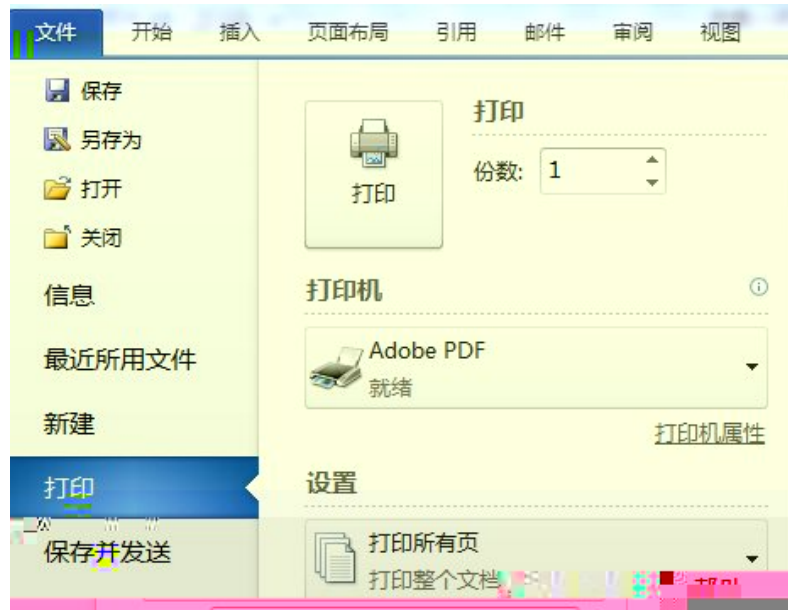 文件 开始 插入 页面布局 引用 邮件 审阅 视图
保存
另存为
打开
关闭
信息
最近所用文件
新建
打印
保存并发送
打印
打印
份数: 1
打印机
Adobe PDF
就绪
打印机属性
设置
打印所有页
打印整个文档